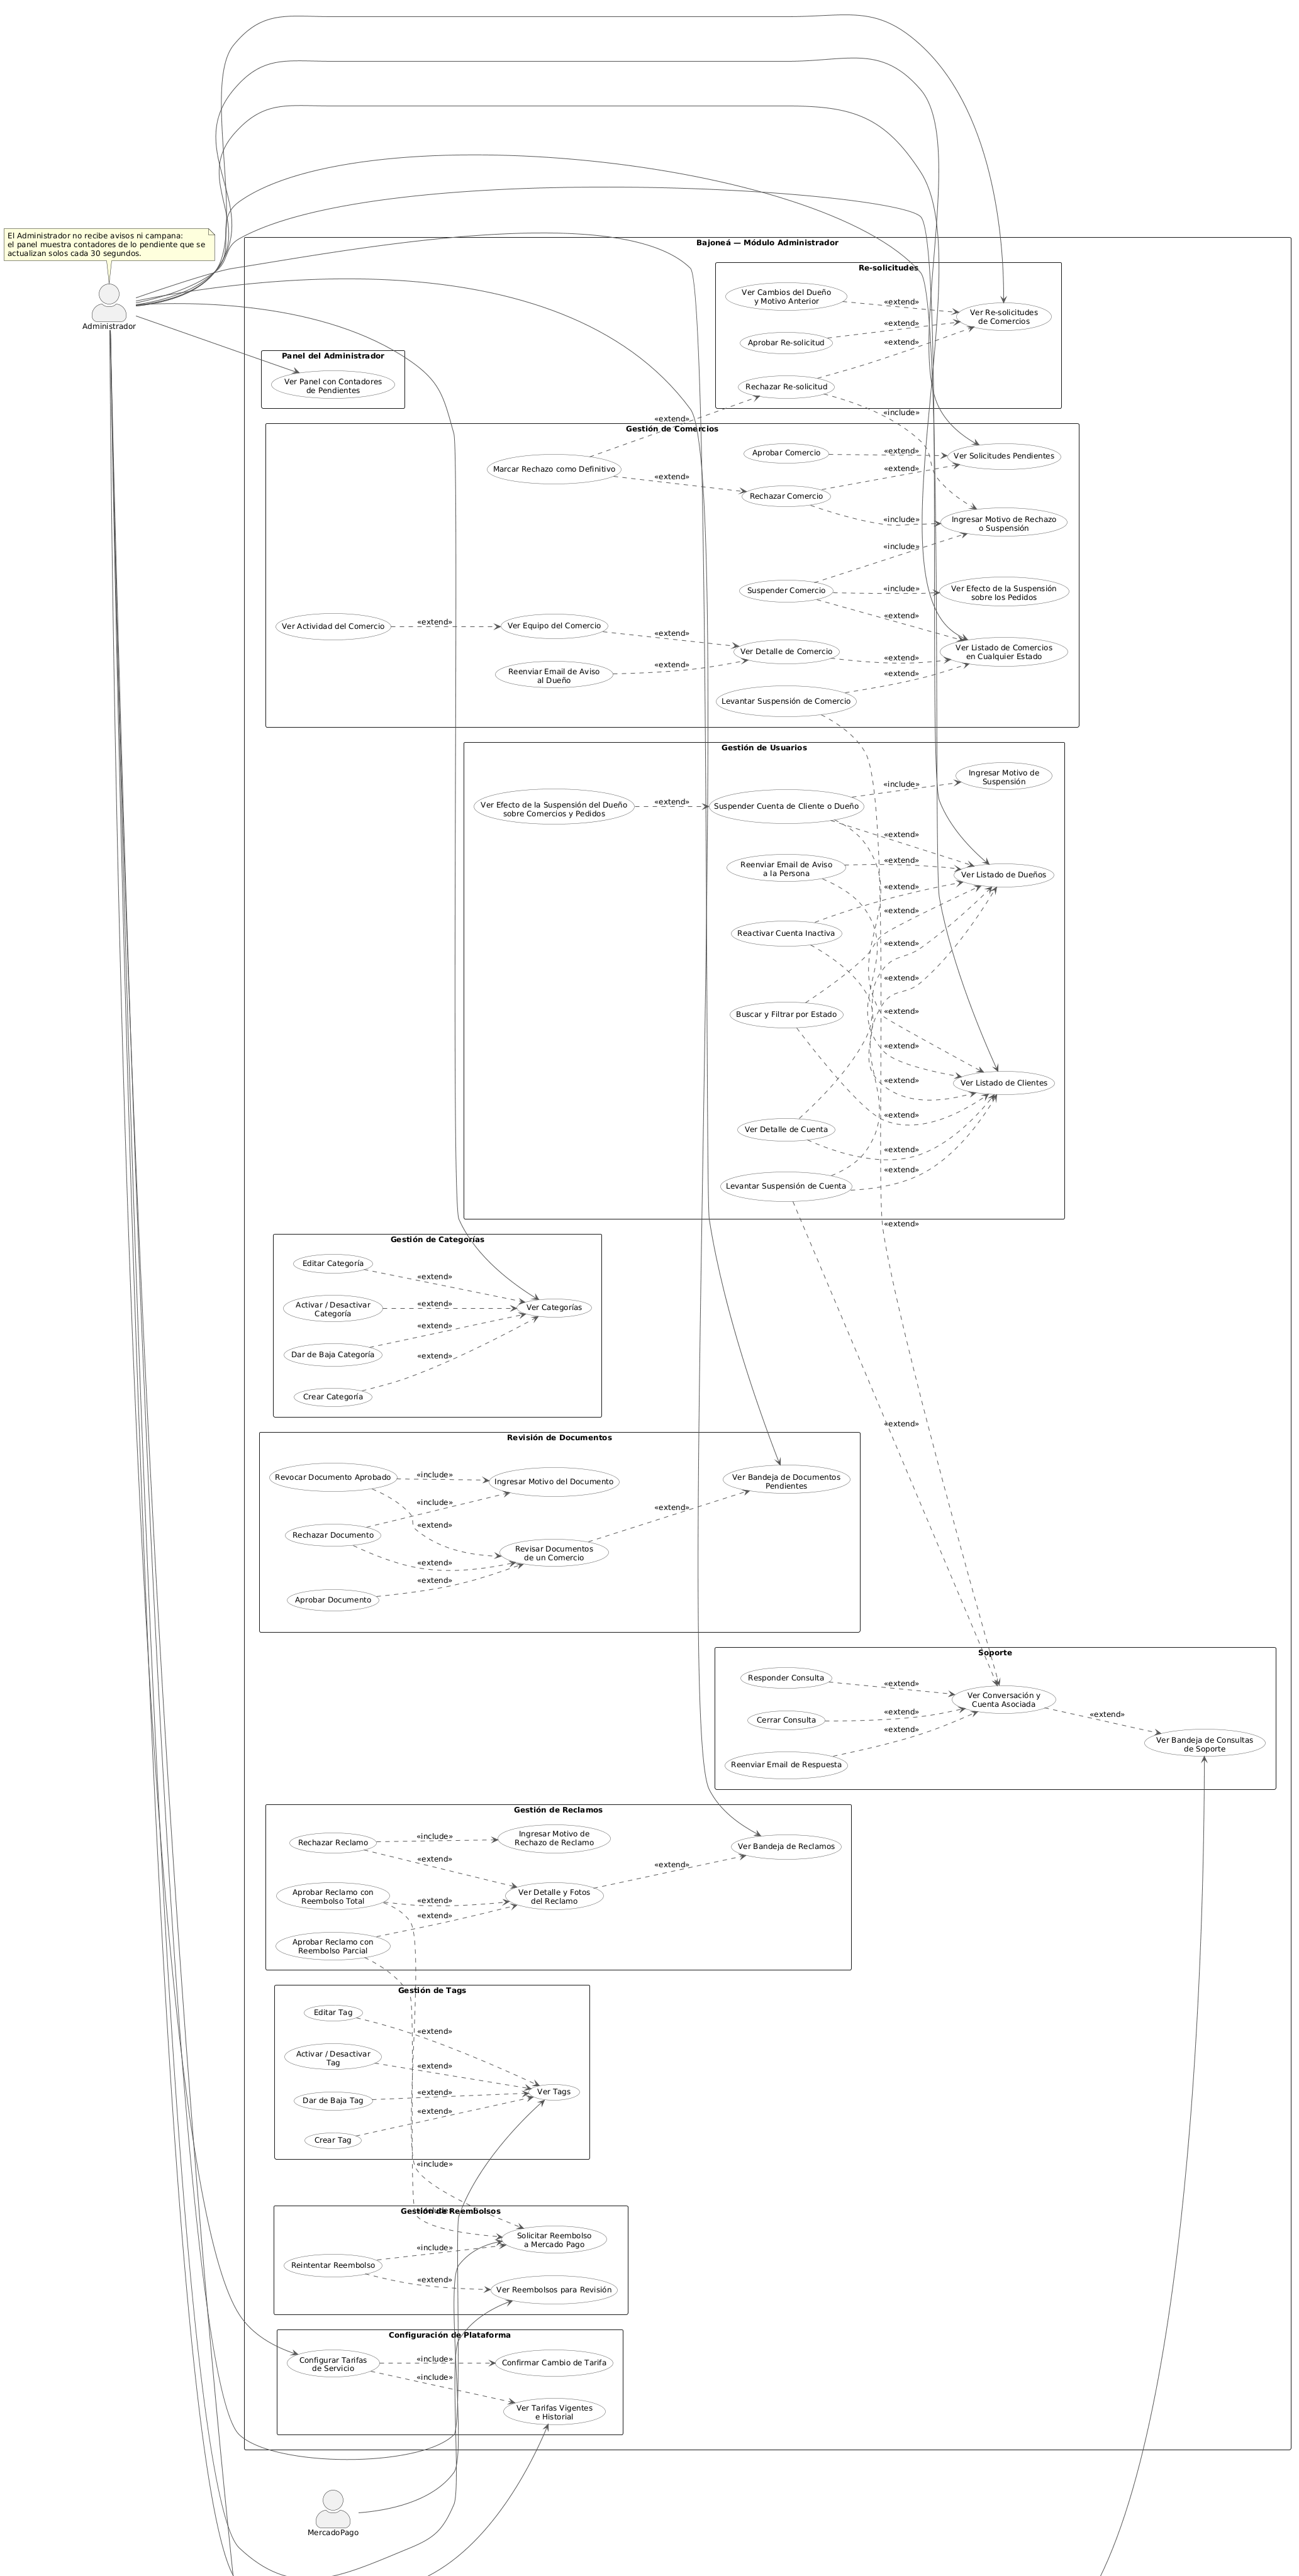 El Administrador no recibe avisos ni campana:
el panel muestra contadores de lo pendiente que se
actualizan solos cada 30 segundos.
Administrador
Bajoneá — Módulo Administrador
Re-solicitudes
Ver Cambios del Dueño
y Motivo Anterior
«extend»
Ver Re-solicitudes
de Comercios
Aprobar Re-solicitud
«extend»
«extend»
Rechazar Re-solicitud
«include»
Panel del Administrador
Ver Panel con Contadores
de Pendientes
«extend»
Gestión de Comercios
Marcar Rechazo como Definitivo
«extend»
Aprobar Comercio
«extend»
Ver Solicitudes Pendientes
Rechazar Comercio
«extend»
«include»
Ingresar Motivo de Rechazo
o Suspensión
«include»
Suspender Comercio
«include»
Ver Efecto de la Suspensión
sobre los Pedidos
«extend»
Ver Actividad del Comercio
«extend»
Ver Equipo del Comercio
«extend»
Ver Detalle de Comercio
«extend»
Ver Listado de Comercios
en Cualquier Estado
Reenviar Email de Aviso
al Dueño
«extend»
«extend»
Levantar Suspensión de Comercio
Gestión de Usuarios
Ver Efecto de la Suspensión del Dueño
sobre Comercios y Pedidos
«extend»
Suspender Cuenta de Cliente o Dueño
«include»
Ingresar Motivo de
Suspensión
«extend»
Reenviar Email de Aviso
a la Persona
«extend»
Ver Listado de Dueños
«extend»
«extend»
Reactivar Cuenta Inactiva
«extend»
«extend»
Buscar y Filtrar por Estado
«extend»
«extend»
«extend»
Ver Listado de Clientes
Ver Detalle de Cuenta
«extend»
«extend»
Levantar Suspensión de Cuenta
«extend»
Gestión de Categorías
Editar Categoría
«extend»
Activar / Desactivar
Categoría
«extend»
Ver Categorías
Dar de Baja Categoría
«extend»
«extend»
Crear Categoría
«extend»
Revisión de Documentos
Revocar Documento Aprobado
«include»
Ingresar Motivo del Documento
Ver Bandeja de Documentos
Pendientes
«include»
«extend»
«extend»
Rechazar Documento
Revisar Documentos
de un Comercio
«extend»
«extend»
Aprobar Documento
Soporte
Responder Consulta
«extend»
Ver Conversación y
Cuenta Asociada
«extend»
Cerrar Consulta
«extend»
«extend»
Ver Bandeja de Consultas
de Soporte
Reenviar Email de Respuesta
Gestión de Reclamos
Rechazar Reclamo
«include»
Ingresar Motivo de
Rechazo de Reclamo
Ver Bandeja de Reclamos
«extend»
«extend»
Aprobar Reclamo con
Reembolso Total
«extend»
Ver Detalle y Fotos
del Reclamo
«extend»
Aprobar Reclamo con
Reembolso Parcial
Gestión de Tags
Editar Tag
«extend»
Activar / Desactivar
Tag
«extend»
Ver Tags
Dar de Baja Tag
«extend»
«extend»
Crear Tag
«include»
«include»
Gestión de Reembolsos
Solicitar Reembolso
a Mercado Pago
Reintentar Reembolso
«include»
«extend»
Ver Reembolsos para Revisión
Configuración de Plataforma
Configurar Tarifas
de Servicio
«include»
Confirmar Cambio de Tarifa
«include»
Ver Tarifas Vigentes
e Historial
MercadoPago